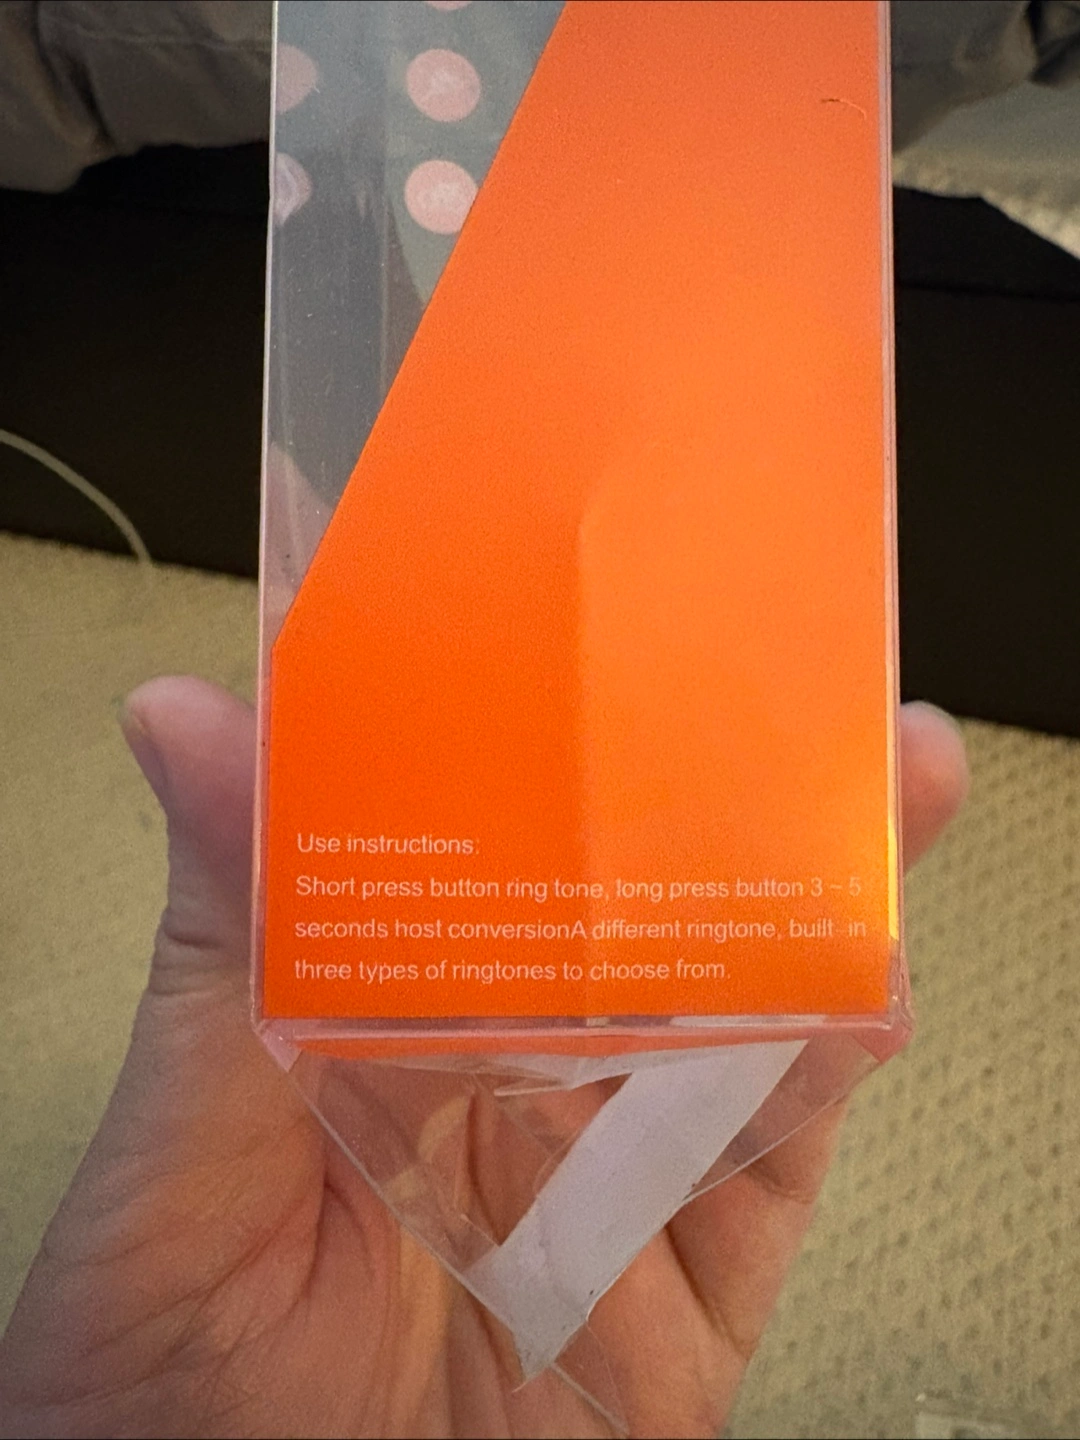 Use instructions:
Short press button ring tone, long press button 3 ~ 5
seconds host conversionA different ringtone, built in
three types of ringtones to choose from.